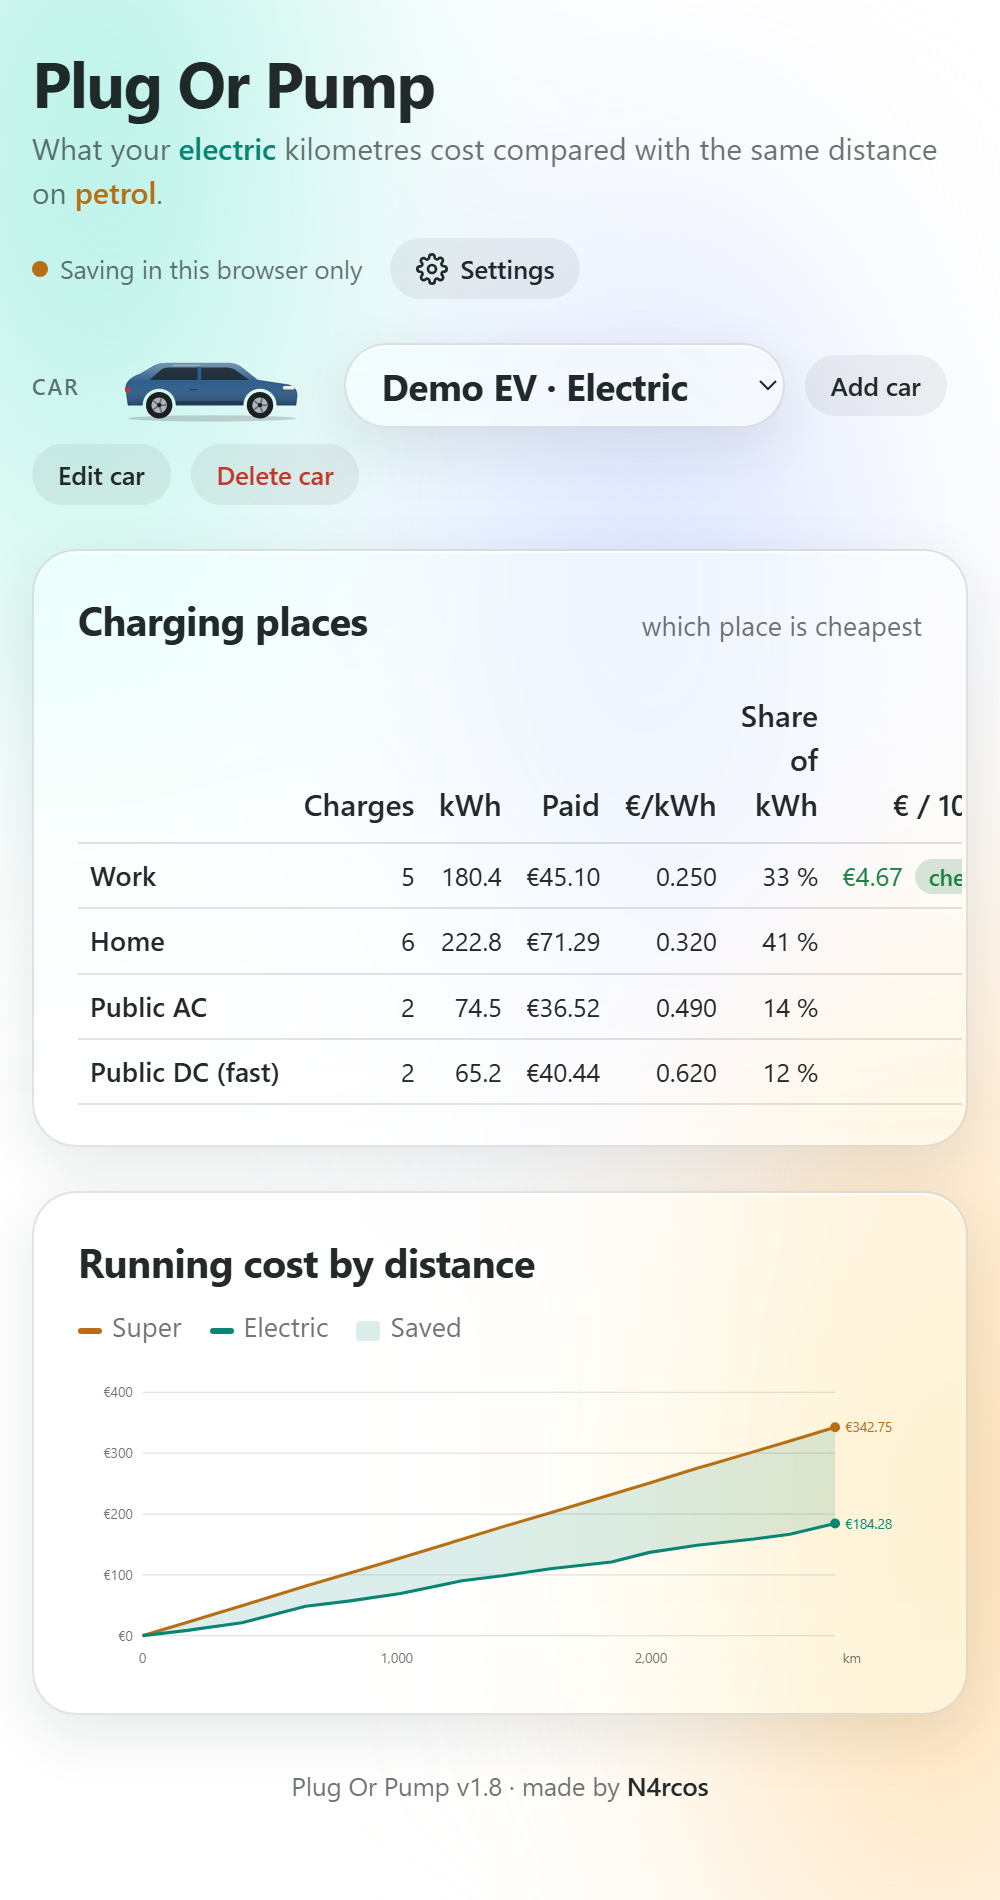 Plug Or Pump
What your electric kilometres cost compared with the same distance
on petrol.
Saving in this browser only
Settings
CAR
Demo EV · Electric
Add car
Edit car
Delete car
Charging places
which place is cheapest
Charges kWh Paid €/kWh Share of kWh € / 10
Work 5 180.4 €45.10 0.250 33 % €4.67 che
Home 6 222.8 €71.29 0.320 41 %
Public AC 2 74.5 €36.52 0.490 14 %
Public DC (fast) 2 65.2 €40.44 0.620 12 %
Running cost by distance
Super Electric Saved
€400
€342.75
€300
€200
€184.28
€100
€0
0 1,000 2,000 km
Plug Or Pump v1.8 · made by N4rcos